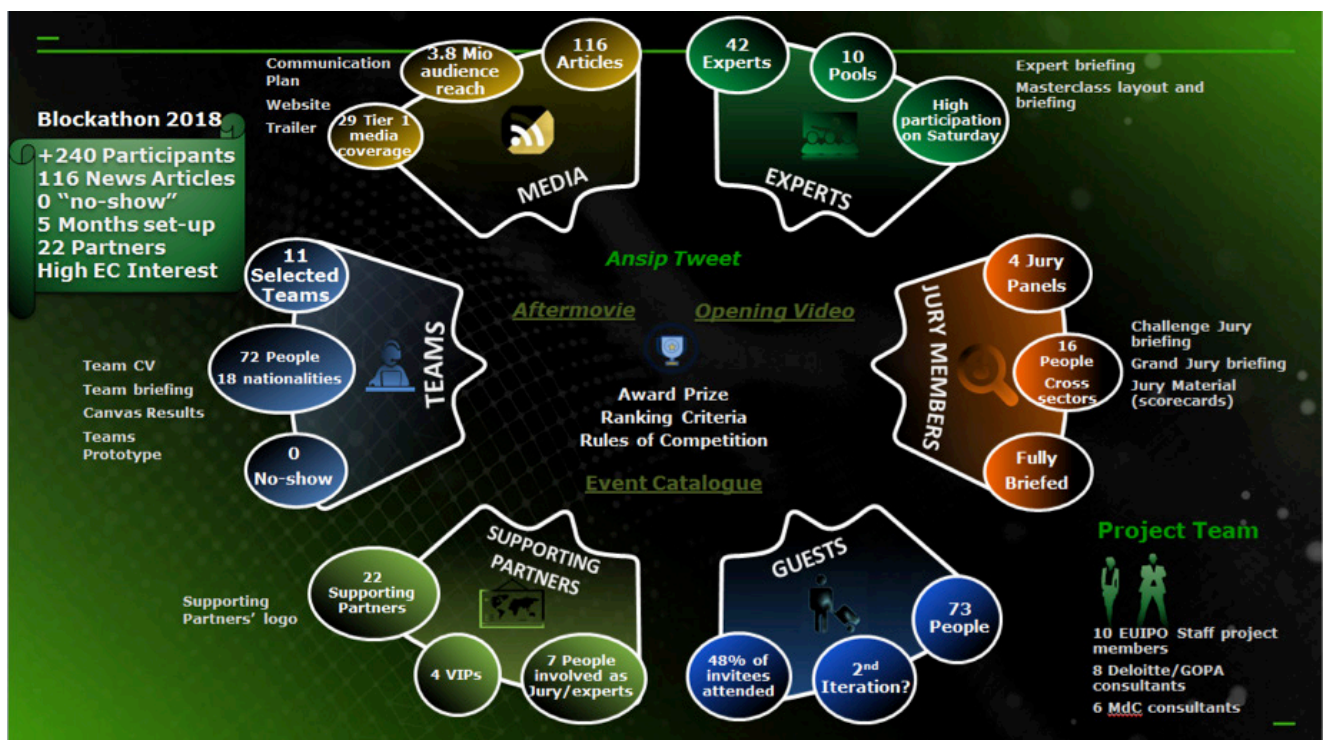 Blockathon 2018
+240 Participants
116 News Articles
0 “no-show”
5 Months set-up
22 Partners
High EC Interest
Communication
Plan
Website
Trailer
29 Tier 1
media
coverage
3.8 Mio
audience
reach
116
Articles
MEDIA
42
Experts
10
Pools
High
participation
on Saturday
EXPERTS
Expert briefing
Masterclass layout and
briefing
11
Selected
Teams
72 People
18 nationalities
0
No-show
TEAMS
Team CV
Team briefing
Canvas Results
Teams
Prototype
Ansip Tweet
Aftermovie
Opening Video
Award Prize
Ranking Criteria
Rules of Competition
Event Catalogue
4 Jury
Panels
16
People
Cross
sectors
Fully
Briefed
JURY MEMBERS
Challenge Jury
briefing
Grand Jury briefing
Jury Material
(scorecards)
SUPPORTING
PARTNERS
22
Supporting
Partners
4 VIPs
7 People
involved as
Jury/experts
Supporting
Partners’ logo
GUESTS
48% of
invitees
attended
2nd
Iteration?
73
People
Project Team
10 EUIPO Staff project
members
8 Deloitte/GOPA
consultants
6 MdC consultants